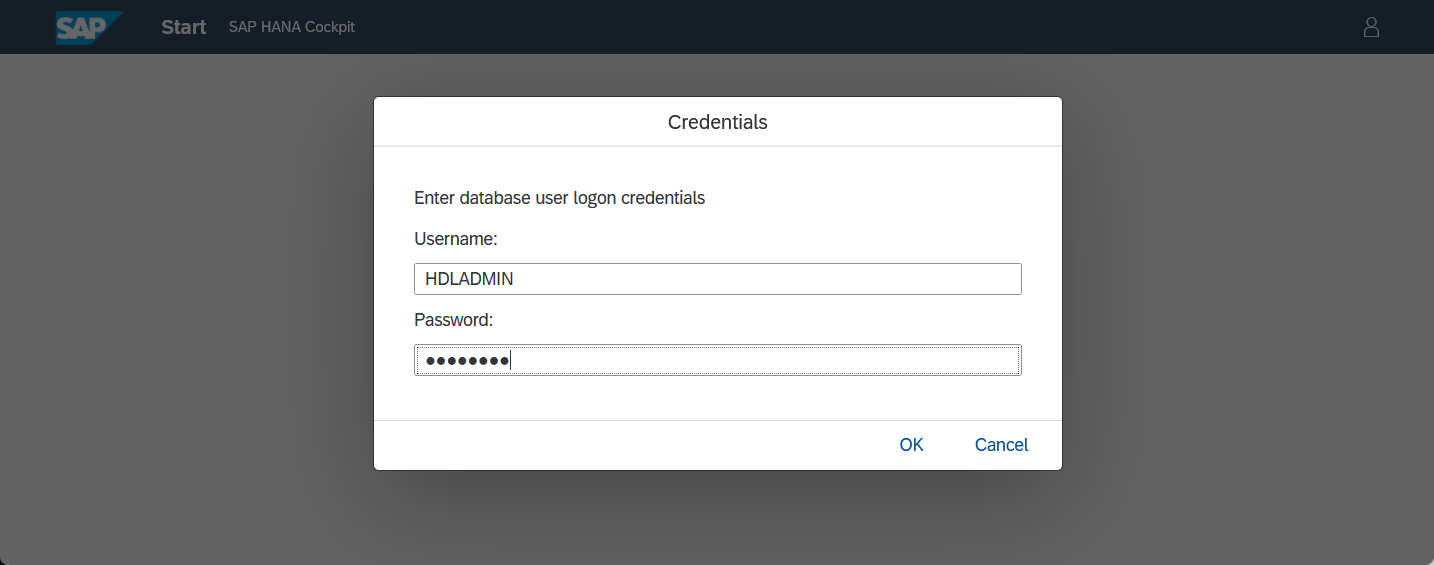 SAP Start SAP HANA Cockpit
Credentials
Enter database user logon credentials
Username:
HDLADMIN
Password:
●●●●●●●●
OK Cancel